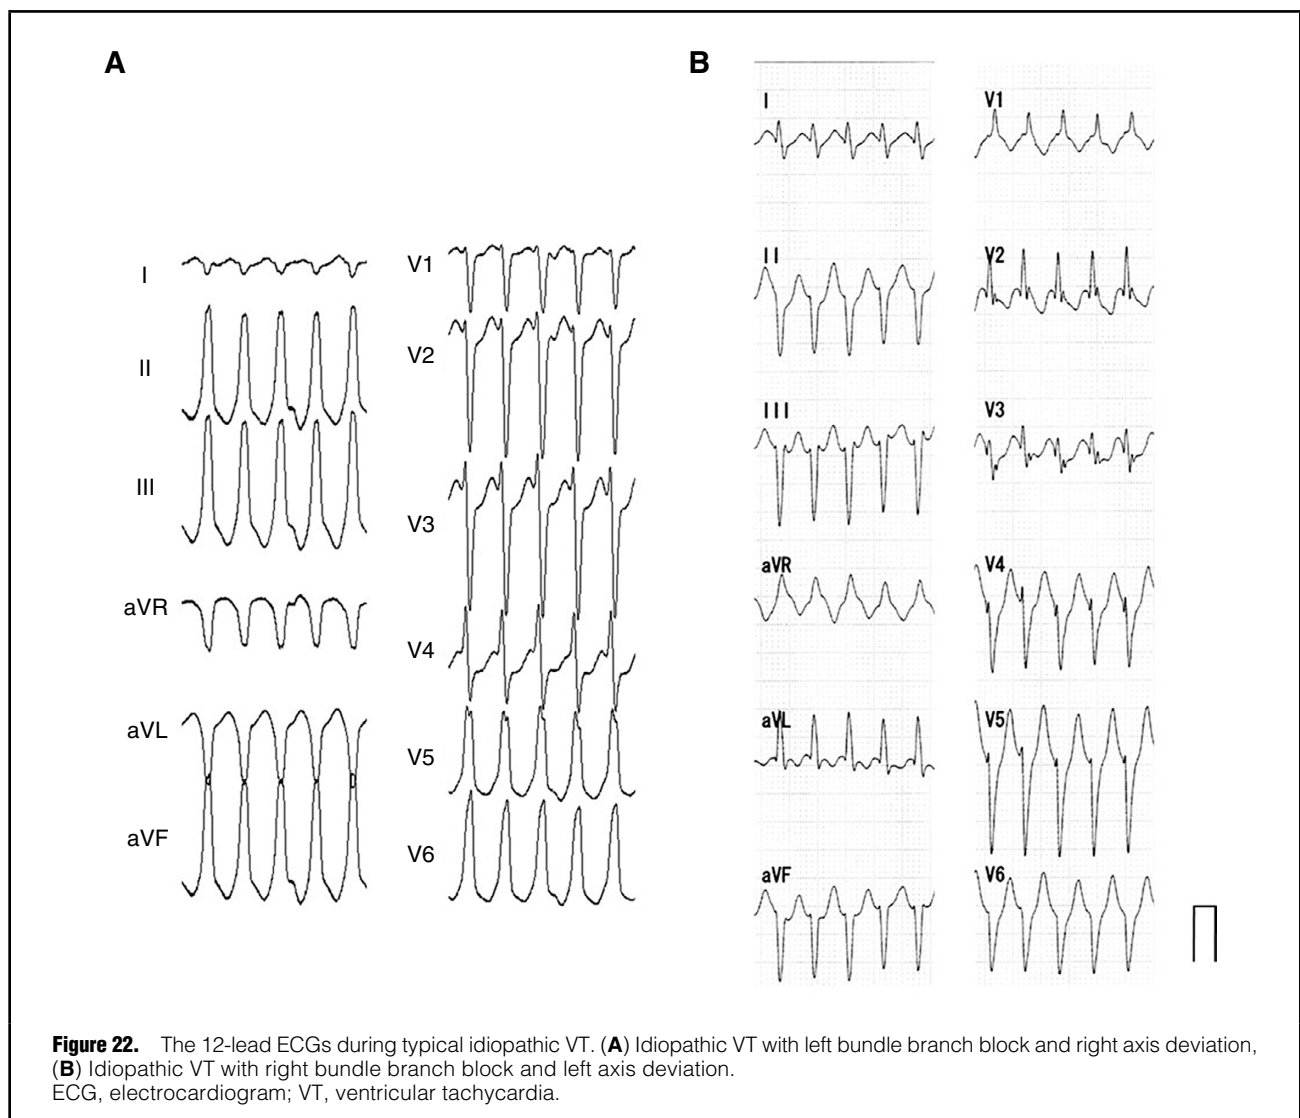 A
I
II
III
aVR
aVL
aVF
V1
V2
V3
V4
V5
V6
B
I
II
III
aVR
aVL
aVF
V1
V2
V3
V4
V5
V6
Figure 22. The 12-lead ECGs during typical idiopathic VT. (A) Idiopathic VT with left bundle branch block and right axis deviation,
(B) Idiopathic VT with right bundle branch block and left axis deviation.
ECG, electrocardiogram; VT, ventricular tachycardia.